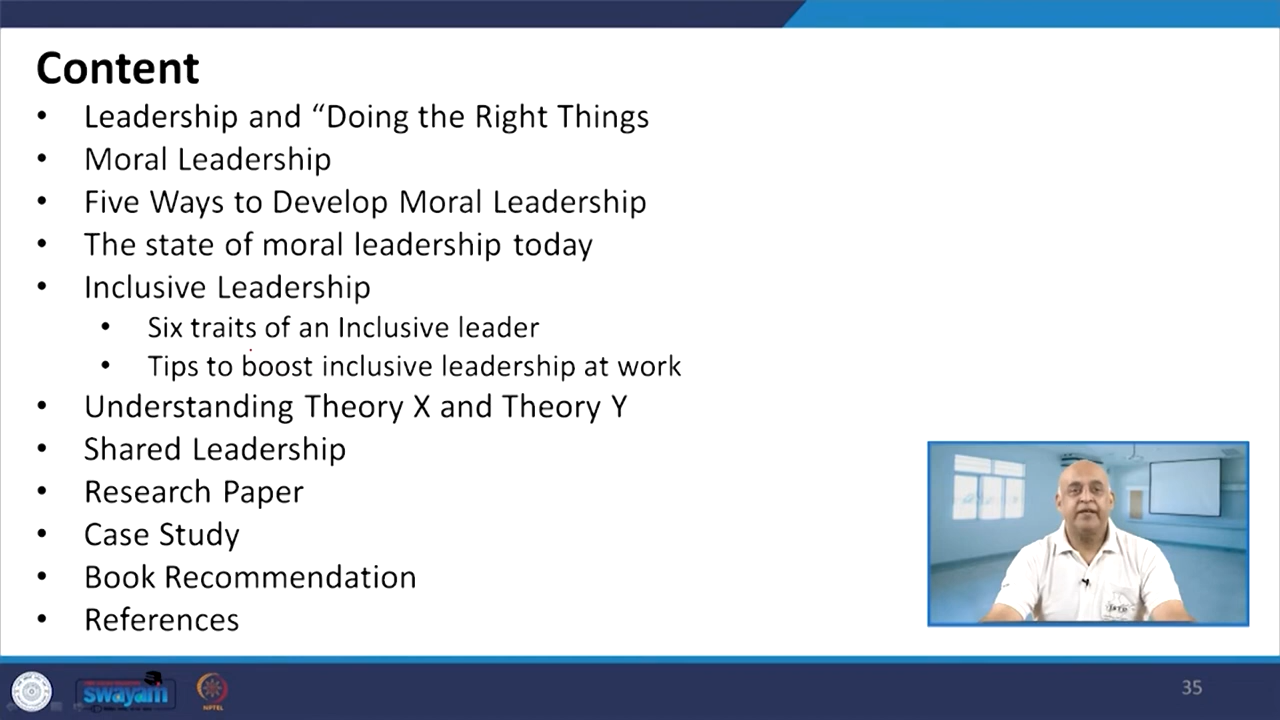 Content
• Leadership and “Doing the Right Things
• Moral Leadership
• Five Ways to Develop Moral Leadership
• The state of moral leadership today
• Inclusive Leadership
• Six traits of an Inclusive leader
• Tips to boost inclusive leadership at work
• Understanding Theory X and Theory Y
• Shared Leadership
• Research Paper
• Case Study
• Book Recommendation
• References
swayam
NPTEL
35